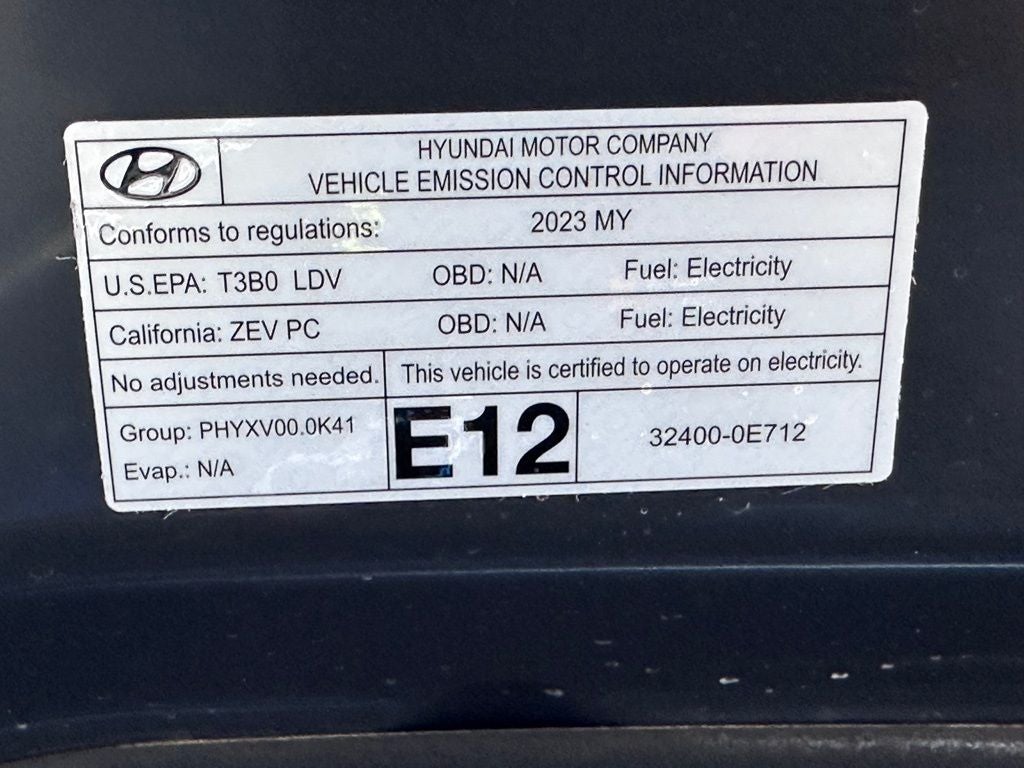 HYUNDAI MOTOR COMPANY
VEHICLE EMISSION CONTROL INFORMATION
Conforms to regulations: 2023 MY
U.S.EPA: T3B0 LDV OBD: N/A Fuel: Electricity
California: ZEV PC OBD: N/A Fuel: Electricity
No adjustments needed. This vehicle is certified to operate on electricity.
Group: PHYXV00.0K41
Evap.: N/A
E12
32400-0E712